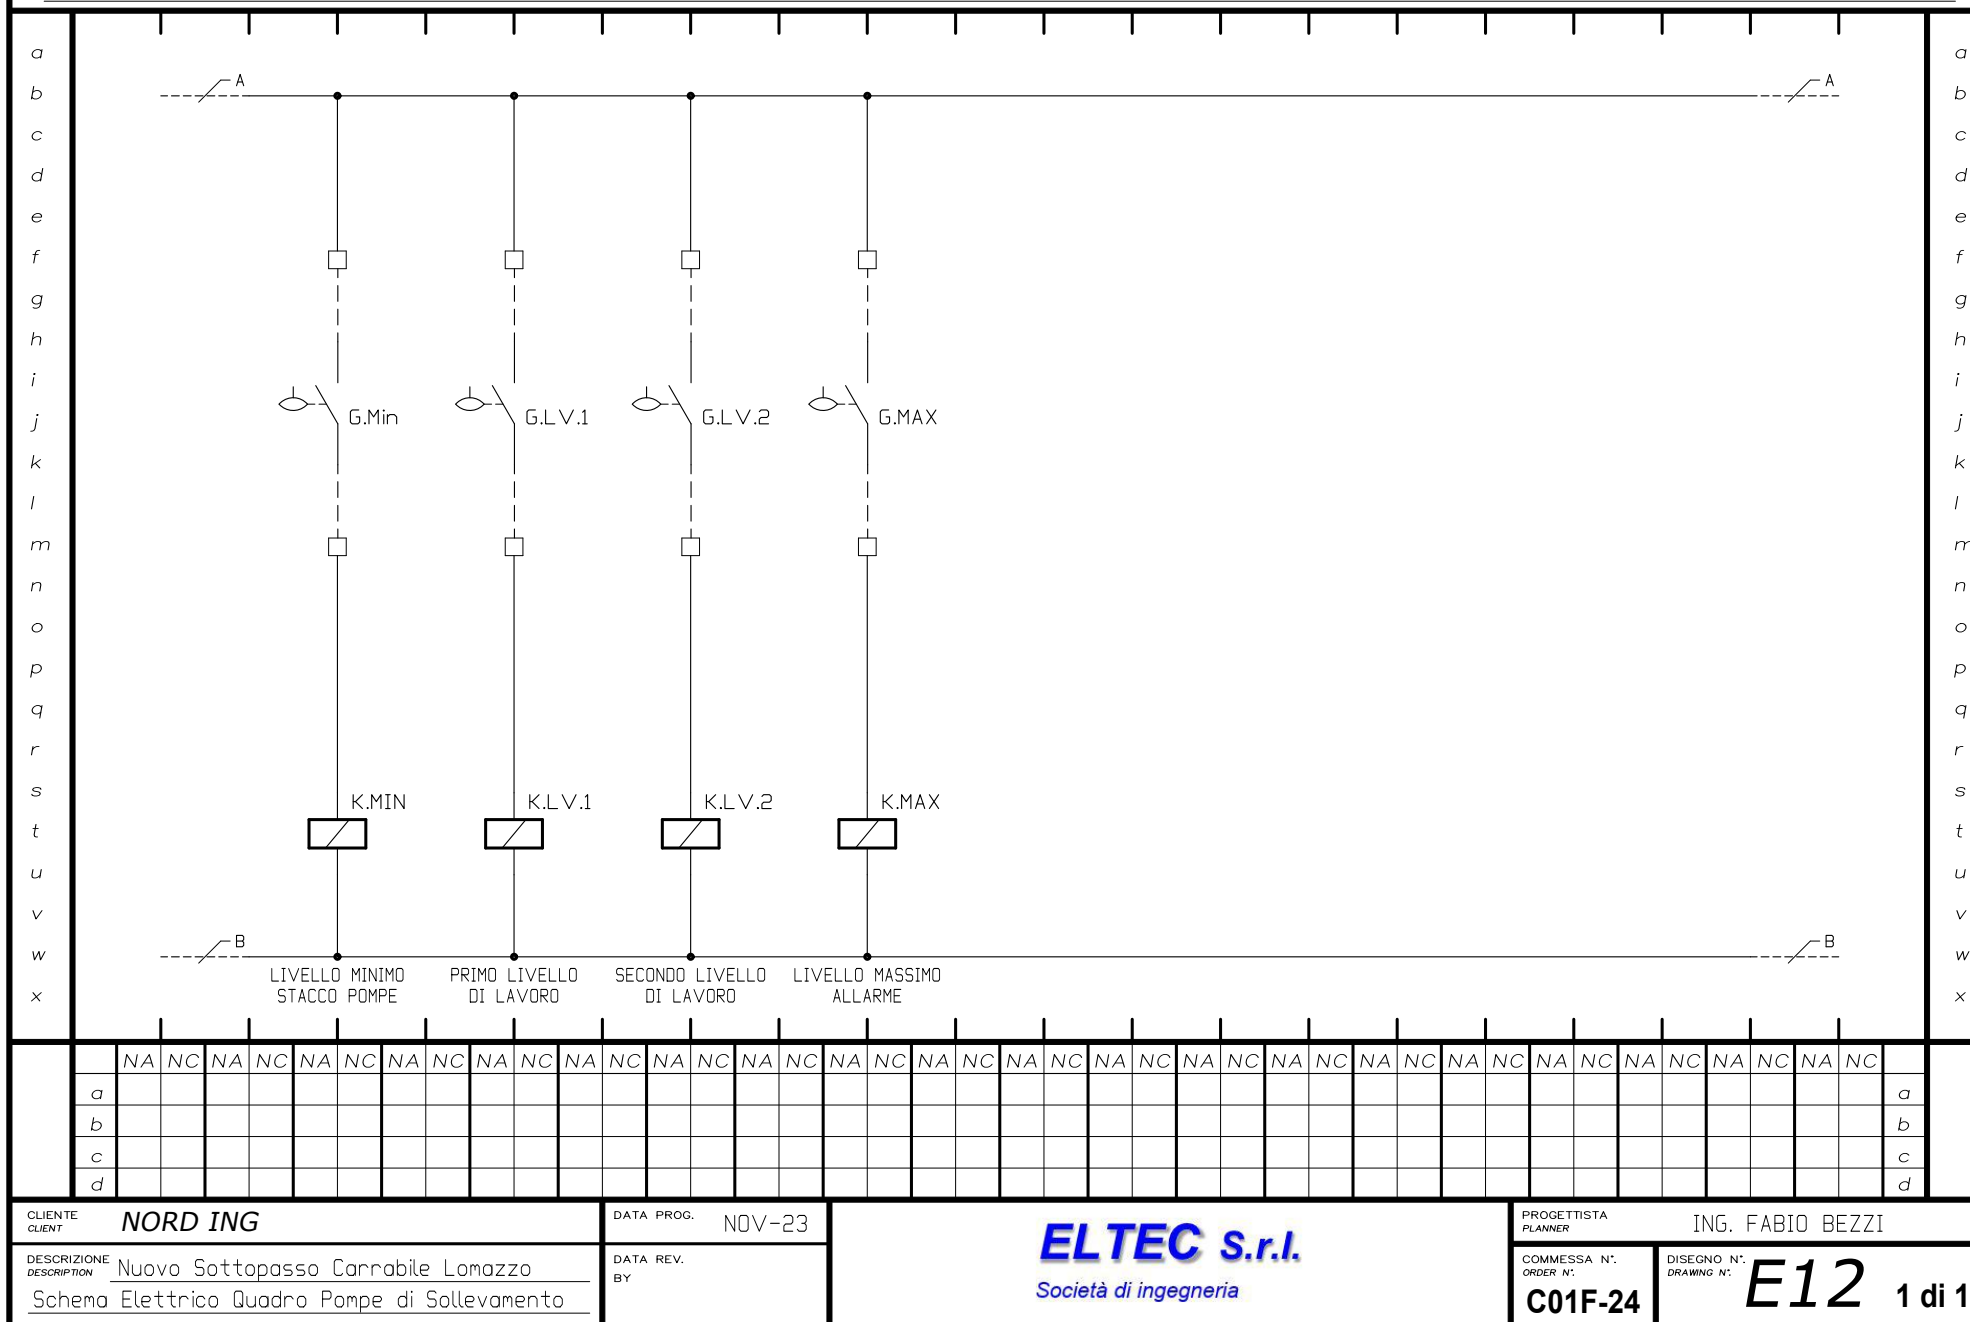 a a
A A
b b
c c
d d
e e
f f
g g
h h
i i
G.Min G.LV.1 G.LV.2 G.MAX
j j
k k
l l
m m
n n
o o
p p
q q
r r
s s
K.MIN K.LV.1 K.LV.2 K.MAX
t t
u u
v v
B B
w w
LIVELLO MINIMO PRIMO LIVELLO SECONDO LIVELLO LIVELLO MASSIMO
STACCO POMPE DI LAVORO DI LAVORO ALLARME
x x
NA NC NA NC NA NC NA NC NA NC NA NC NA NC NA NC NA NC NA NC NA NC NA NC NA NC NA NC NA NC NA NC NA NC NA NC NA NC NA NC
a a
b b
c c
d d
CLIENTE
CLIENT
NORD ING
DESCRIZIONE
DESCRIPTION
Nuovo Sottopasso Carrabile Lomazzo
Schema Elettrico Quadro Pompe di Sollevamento
DATA PROG. NOV-23
DATA REV.
BY
ELTEC S.r.l.
Società di ingegneria
PROGETTISTA
PLANNER
ING. FABIO BEZZI
COMMESSA N°.
ORDER N°.
C01F-24
DISEGNO N°.
DRAWING N°.
E12 1 di 1